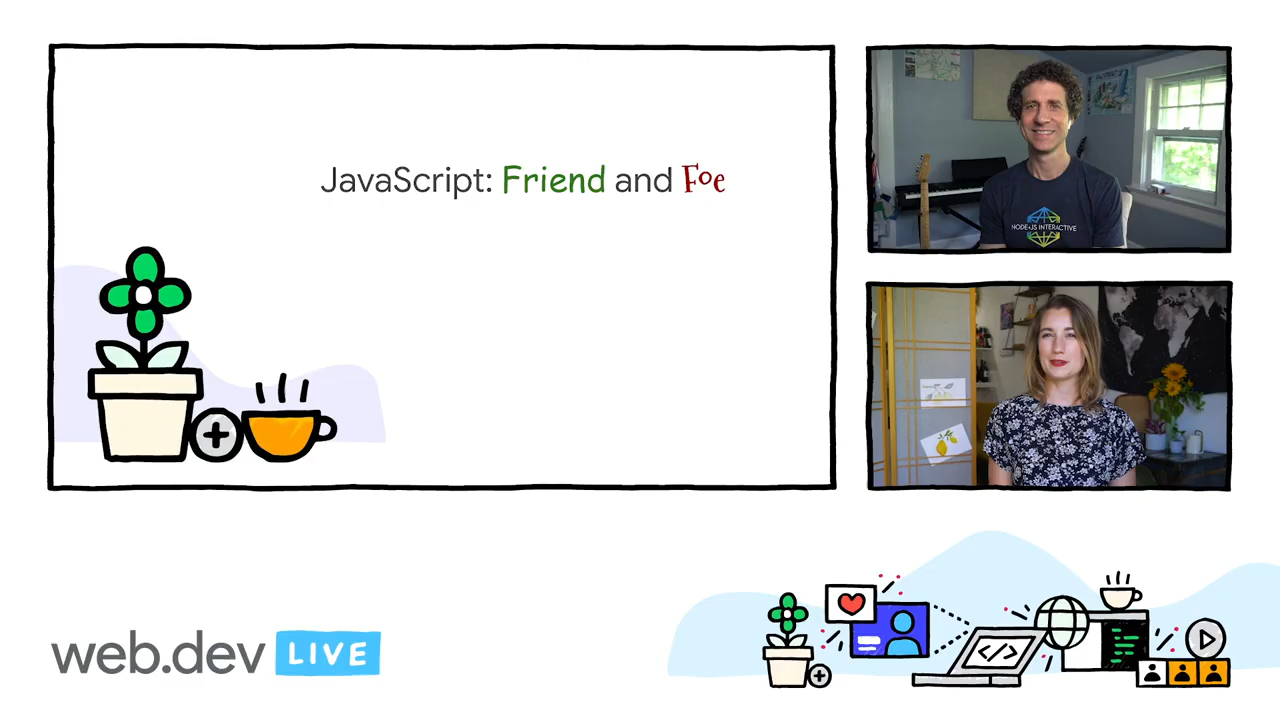 JavaScript: Friend and Foe
NODE+JS INTERACTIVE
web.dev LIVE
</>